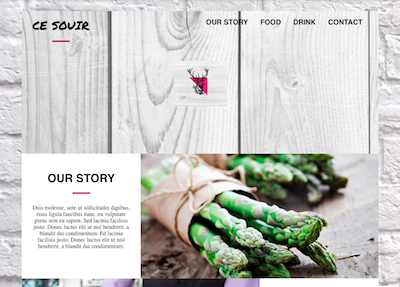 CE SOUIR
OUR STORY FOOD DRINK CONTACT
OUR STORY
Duis molestie, ante ut sollicitudin dapibus,
risus ligula faucibus nunc, eu vulputate
purus sem eu sapien. Sed lacinia facilisis
justo. Donec luctus elit ut nisl hendrerit, a
blandit dui condimentum. Ed lacinia
facilisis justo. Donec luctus elit ut nisl
hendrerit, a blandit dui condimentum.